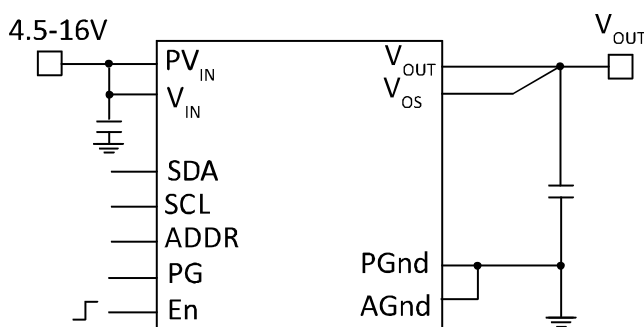 4.5-16V
PVIN
VIN
SDA
SCL
ADDR
PG
En
VOUT
VOS
PGnd
AGnd
VOUT